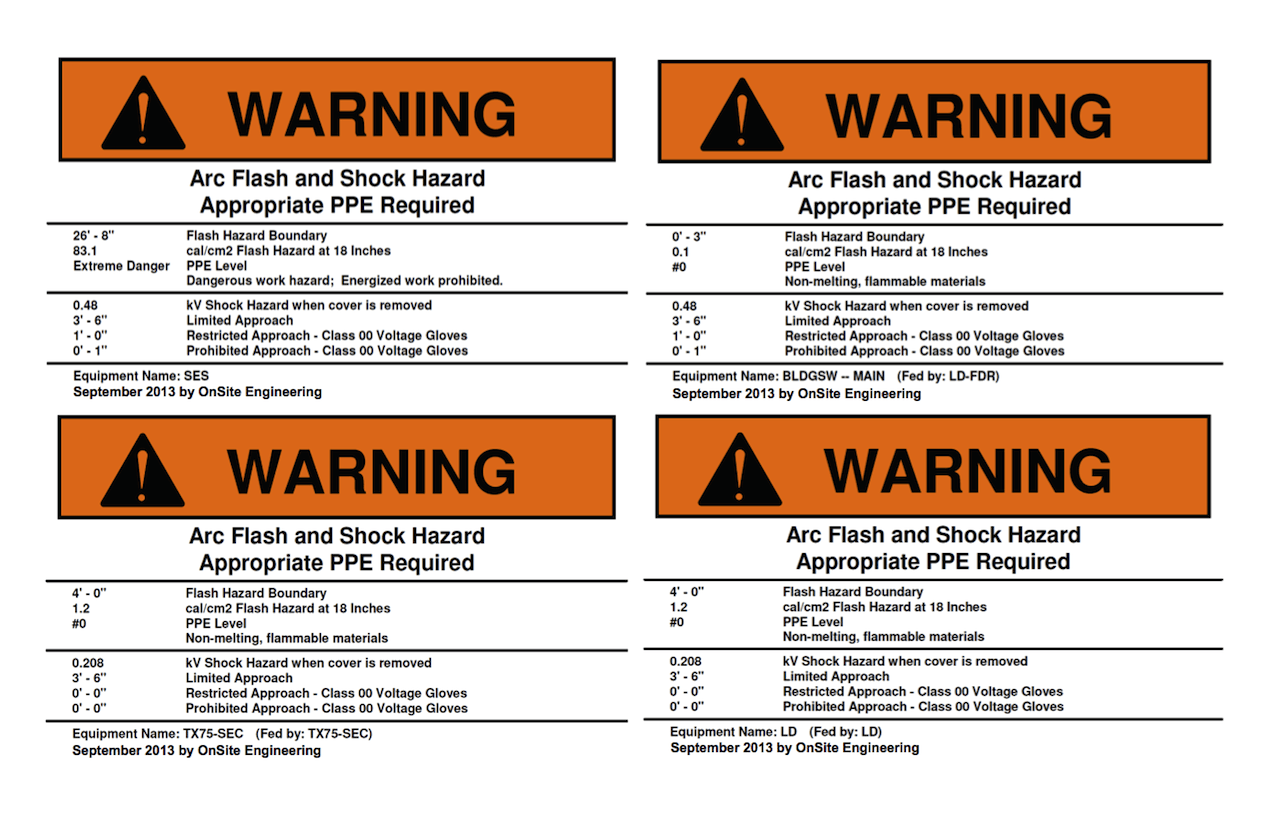 WARNING
Arc Flash and Shock Hazard
Appropriate PPE Required
26' - 8" Flash Hazard Boundary
83.1 cal/cm2 Flash Hazard at 18 Inches
Extreme Danger PPE Level
Dangerous work hazard; Energized work prohibited.
0.48 kV Shock Hazard when cover is removed
3' - 6" Limited Approach
1' - 0" Restricted Approach - Class 00 Voltage Gloves
0' - 1" Prohibited Approach - Class 00 Voltage Gloves
Equipment Name: SES
September 2013 by OnSite Engineering
WARNING
Arc Flash and Shock Hazard
Appropriate PPE Required
0' - 3" Flash Hazard Boundary
0.1 cal/cm2 Flash Hazard at 18 Inches
#0 PPE Level
Non-melting, flammable materials
0.48 kV Shock Hazard when cover is removed
3' - 6" Limited Approach
1' - 0" Restricted Approach - Class 00 Voltage Gloves
0' - 1" Prohibited Approach - Class 00 Voltage Gloves
Equipment Name: BLDGSW -- MAIN (Fed by: LD-FDR)
September 2013 by OnSite Engineering
WARNING
Arc Flash and Shock Hazard
Appropriate PPE Required
4' - 0" Flash Hazard Boundary
1.2 cal/cm2 Flash Hazard at 18 Inches
#0 PPE Level
Non-melting, flammable materials
0.208 kV Shock Hazard when cover is removed
3' - 6" Limited Approach
0' - 0" Restricted Approach - Class 00 Voltage Gloves
0' - 0" Prohibited Approach - Class 00 Voltage Gloves
Equipment Name: TX75-SEC (Fed by: TX75-SEC)
September 2013 by OnSite Engineering
WARNING
Arc Flash and Shock Hazard
Appropriate PPE Required
4' - 0" Flash Hazard Boundary
1.2 cal/cm2 Flash Hazard at 18 Inches
#0 PPE Level
Non-melting, flammable materials
0.208 kV Shock Hazard when cover is removed
3' - 6" Limited Approach
0' - 0" Restricted Approach - Class 00 Voltage Gloves
0' - 0" Prohibited Approach - Class 00 Voltage Gloves
Equipment Name: LD (Fed by: LD)
September 2013 by OnSite Engineering